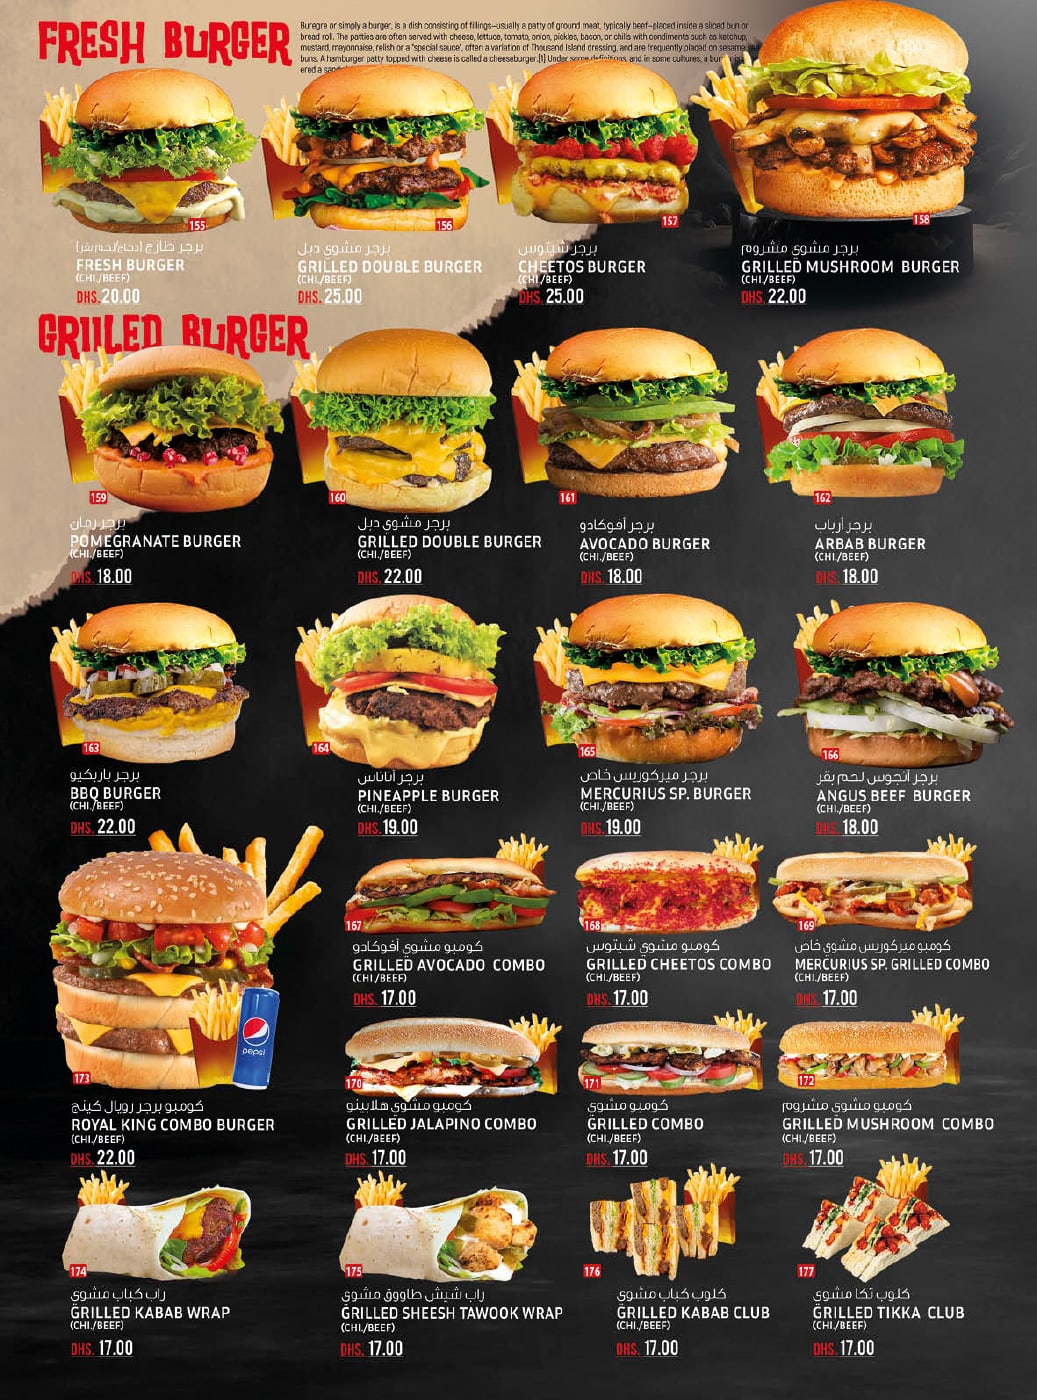 FRESH BURGER
Buregre or simply a burger, is a dish consisting of fillings—usually a patty of ground meat, typically beef—placed inside a sliced bun or
bread roll. The patties are often served with cheese, lettuce, tomato, onion, pickles, bacon, or chilis with condiments such as ketchup,
mustard, mayonnaise, relish or a "special sauce", often a variation of Thousand Island dressing, and are frequently placed on sesame
buns. A hamburger patty topped with cheese is called a cheeseburger.[1] Under some definitions, and in some cultures, a burger is
ered a
155
برجر طازج (دجاج/لحم بقر)
FRESH BURGER
(CHI./BEEF)
DHS. 20.00
156
برجر مشوي دبل
GRILLED DOUBLE BURGER
(CHI./BEEF)
DHS. 25.00
157
برجر شيتوس
CHEETOS BURGER
(CHI./BEEF)
DHS. 25.00
158
برجر مشوي مشروم
GRILLED MUSHROOM BURGER
(CHI./BEEF)
DHS. 22.00
GRILLED BURGER
159
برجر رمان
POMEGRANATE BURGER
(CHI./BEEF)
DHS. 18.00
160
برجر مشوي دبل
GRILLED DOUBLE BURGER
(CHI./BEEF)
DHS. 22.00
161
برجر أفوكادو
AVOCADO BURGER
(CHI./BEEF)
DHS. 18.00
162
برجر أرباب
ARBAB BURGER
(CHI./BEEF)
DHS. 18.00
163
برجر باربكيو
BBQ BURGER
(CHI./BEEF)
DHS. 22.00
164
برجر أناناس
PINEAPPLE BURGER
(CHI./BEEF)
DHS. 19.00
165
برجر ميركوريس خاص
MERCURIUS SP. BURGER
(CHI./BEEF)
DHS. 19.00
166
برجر أنجوس لحم بقر
ANGUS BEEF BURGER
(CHI./BEEF)
DHS. 18.00
167
كومبو مشوي أفوكادو
GRILLED AVOCADO COMBO
(CHI/BEEF)
DHS. 17.00
168
كومبو مشوي شيتوس
GRILLED CHEETOS COMBO
(CHI./BEEF)
DHS. 17.00
169
كومبو ميركوريس مشوي خاص
MERCURIUS SP. GRILLED COMBO
(CHI./BEEF)
DHS. 17.00
pepsi
173
كومبو برجر رويال كينج
ROYAL KING COMBO BURGER
(CHI./BEEF)
DHS. 22.00
170
كومبو مشوي هلابينو
GRILLED JALAPINO COMBO
(CHI./BEEF)
DHS. 17.00
171
كومبو مشوي
GRILLED COMBO
(CHI./BEEF)
DHS. 17.00
172
كومبو مشوي مشروم
GRILLED MUSHROOM COMBO
(CHI./BEEF)
DHS. 17.00
174
راب كباب مشوي
GRILLED KABAB WRAP
(CHI./BEEF)
DHS. 17.00
175
راب شيش طاووق مشوي
GRILLED SHEESH TAWOOK WRAP
(CHI./BEEF)
DHS. 17.00
176
كلوب كباب مشوي
GRILLED KABAB CLUB
(CHI./BEEF)
DHS. 17.00
177
كلوب تكا مشوي
GRILLED TIKKA CLUB
(CHI./BEEF)
DHS. 17.00